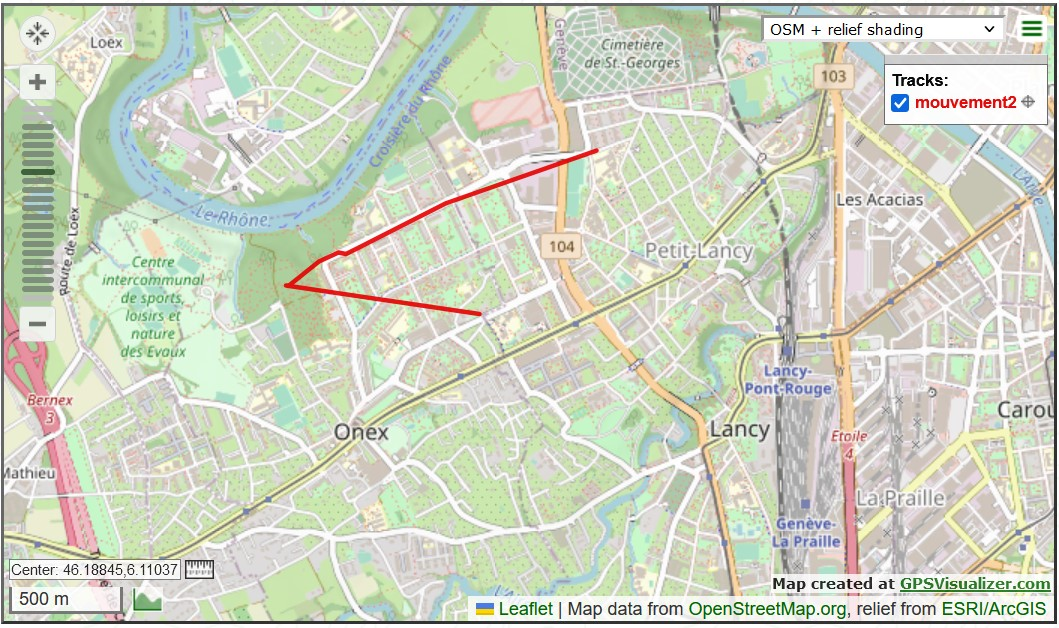 OSM + relief shading
Tracks:
mouvement2
Loëx
Genève
Cimetière
de St.-Georges
103
Croisière du Rhône
Le Rhône
L'Arve
Les Acacias
Route de Loëx
104
Petit-Lancy
Centre
intercommunal
de sports,
loisirs et
nature
des Evaux
Lancy-
Pont-Rouge
Bernex
3
Onex
Lancy
Carou
Etoile
4
Mathieu
La Praille
Genève-
La Praille
Center: 46.18845,6.11037
500 m
Map created at GPSVisualizer.com
Leaflet | Map data from OpenStreetMap.org, relief from ESRI/ArcGIS